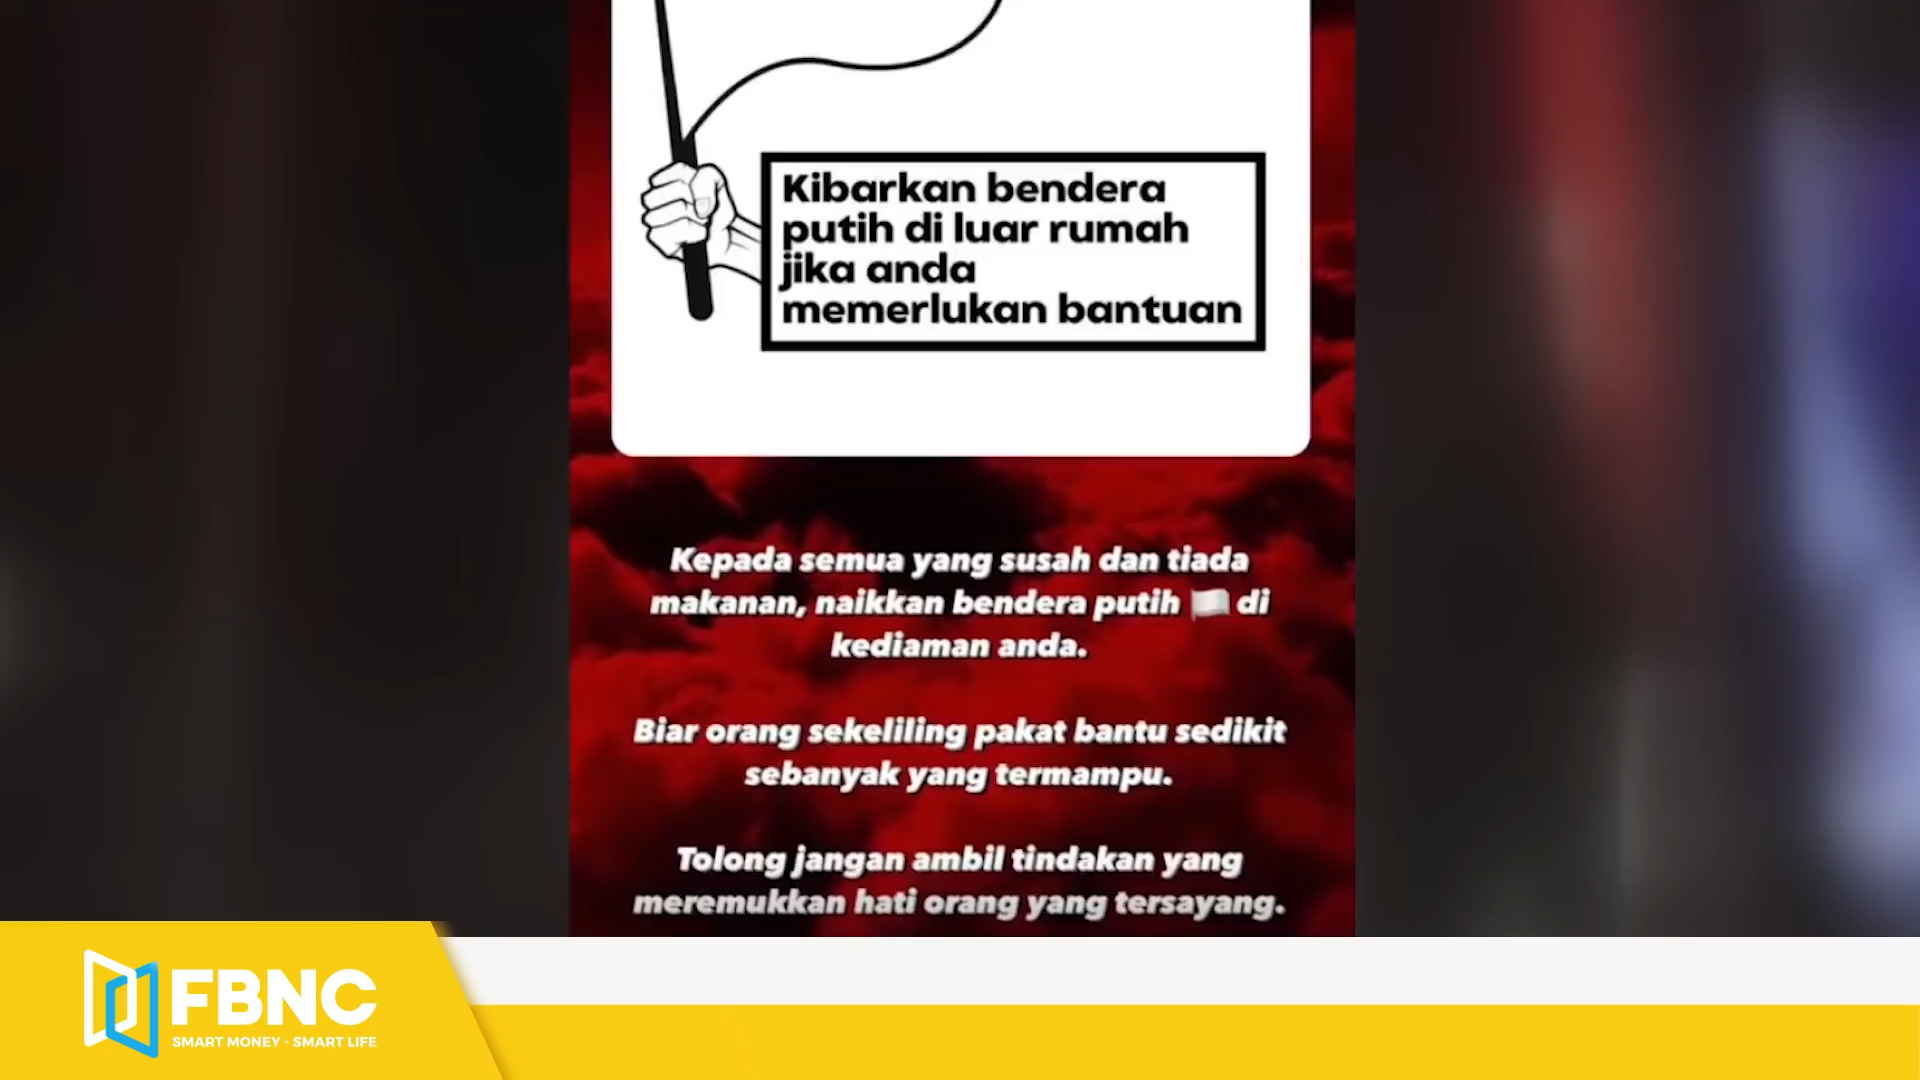 Kibarkan bendera
putih di luar rumah
jika anda
memerlukan bantuan
Kepada semua yang susah dan tiada
makanan, naikkan bendera putih 🏳️ di
kediaman anda.
Biar orang sekeliling pakat bantu sedikit
sebanyak yang termampu.
Tolong jangan ambil tindakan yang
meremukkan hati orang yang tersayang.
FBNC
SMART MONEY - SMART LIFE